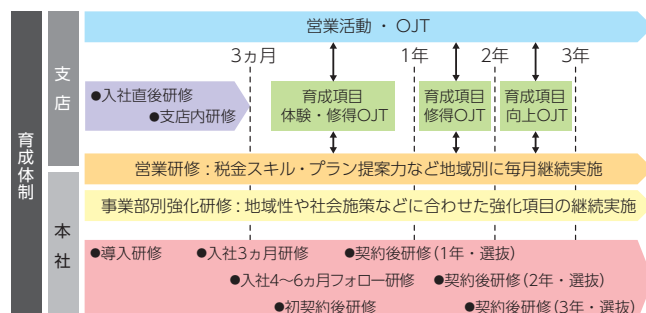 育成体制
支店
本社
営業活動 ・ OJT
3ヵ月
1年
2年
3年
●入社直後研修
●支店内研修
育成項目
体験・修得OJT
育成項目
修得OJT
育成項目
向上OJT
営業研修：税金スキル・プラン提案力など地域別に毎月継続実施
事業部別強化研修：地域性や社会施策などに合わせた強化項目の継続実施
●導入研修
●入社3ヵ月研修
●契約後研修（1年・選抜）
●入社4～6ヵ月フォロー研修
●契約後研修（2年・選抜）
●初契約後研修
●契約後研修（3年・選抜）